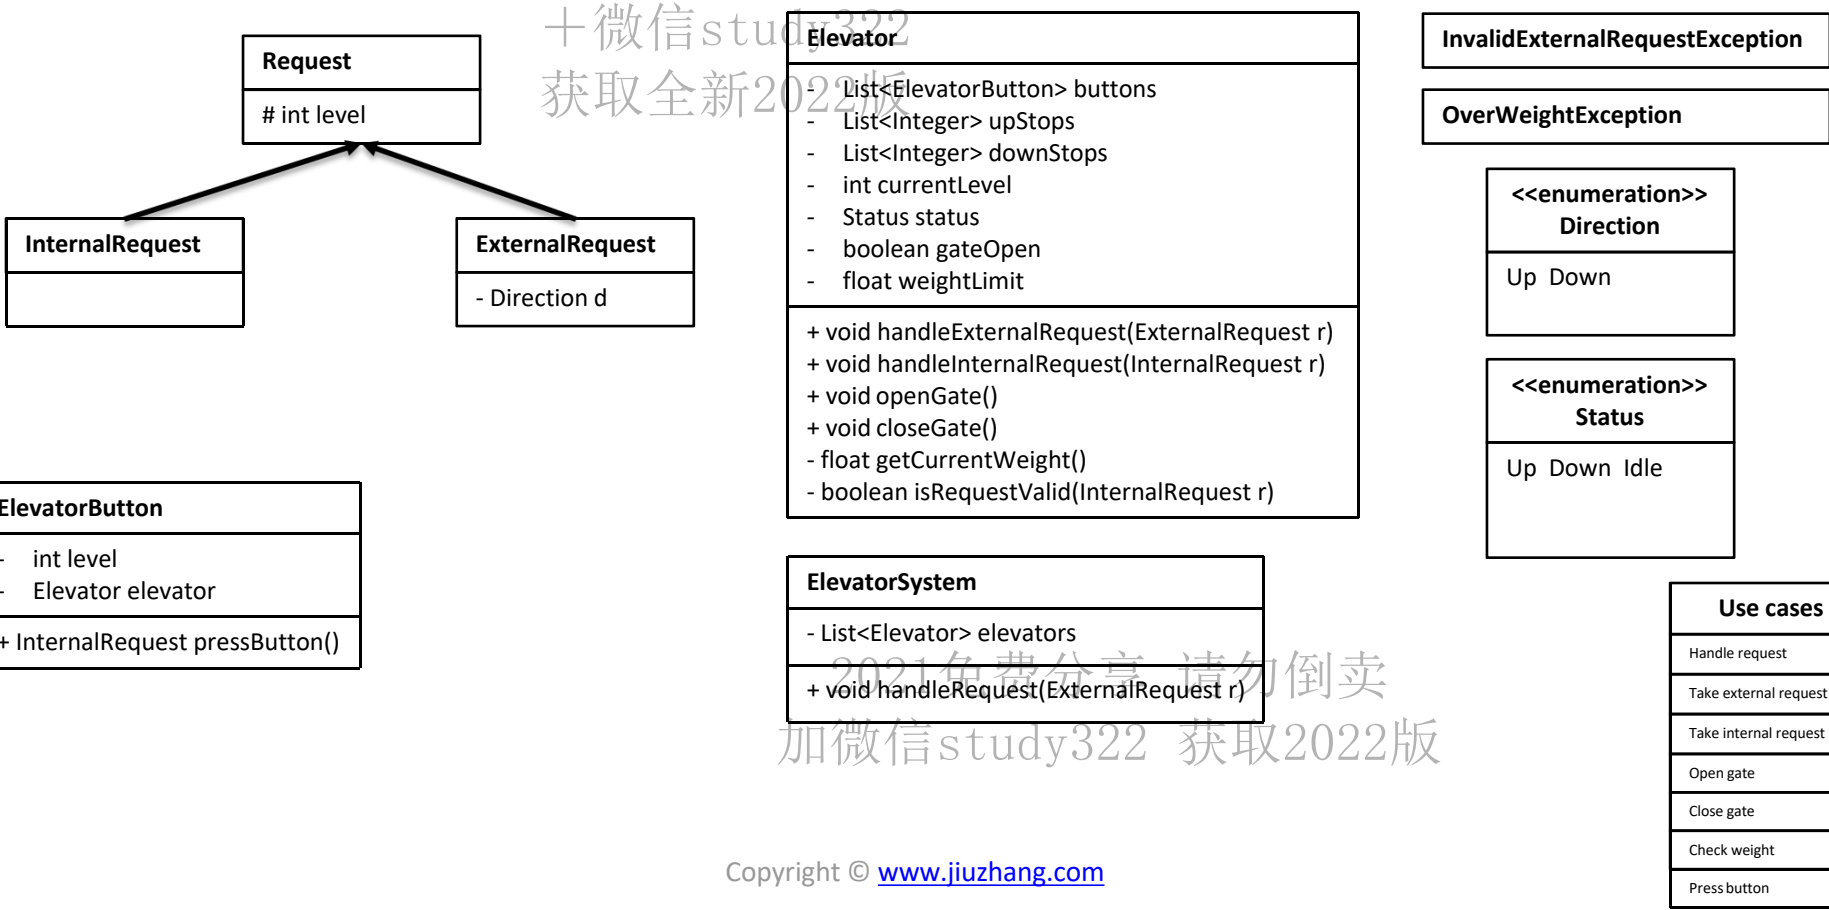 +微信study322
获取全新2022版
Request
# int level
InternalRequest
ExternalRequest
- Direction d
ElevatorButton
- int level
- Elevator elevator
+ InternalRequest pressButton()
Elevator
- List<ElevatorButton> buttons
- List<Integer> upStops
- List<Integer> downStops
- int currentLevel
- Status status
- boolean gateOpen
- float weightLimit
+ void handleExternalRequest(ExternalRequest r)
+ void handleInternalRequest(InternalRequest r)
+ void openGate()
+ void closeGate()
- float getCurrentWeight()
- boolean isRequestValid(InternalRequest r)
ElevatorSystem
- List<Elevator> elevators
+ void handleRequest(ExternalRequest r)
2021免费分享 请勿倒卖
加微信study322 获取2022版
InvalidExternalRequestException
OverWeightException
<<enumeration>>
Direction
Up Down
<<enumeration>>
Status
Up Down Idle
Use cases
Handle request
Take external request
Take internal request
Open gate
Close gate
Check weight
Press button
Copyright © www.jiuzhang.com